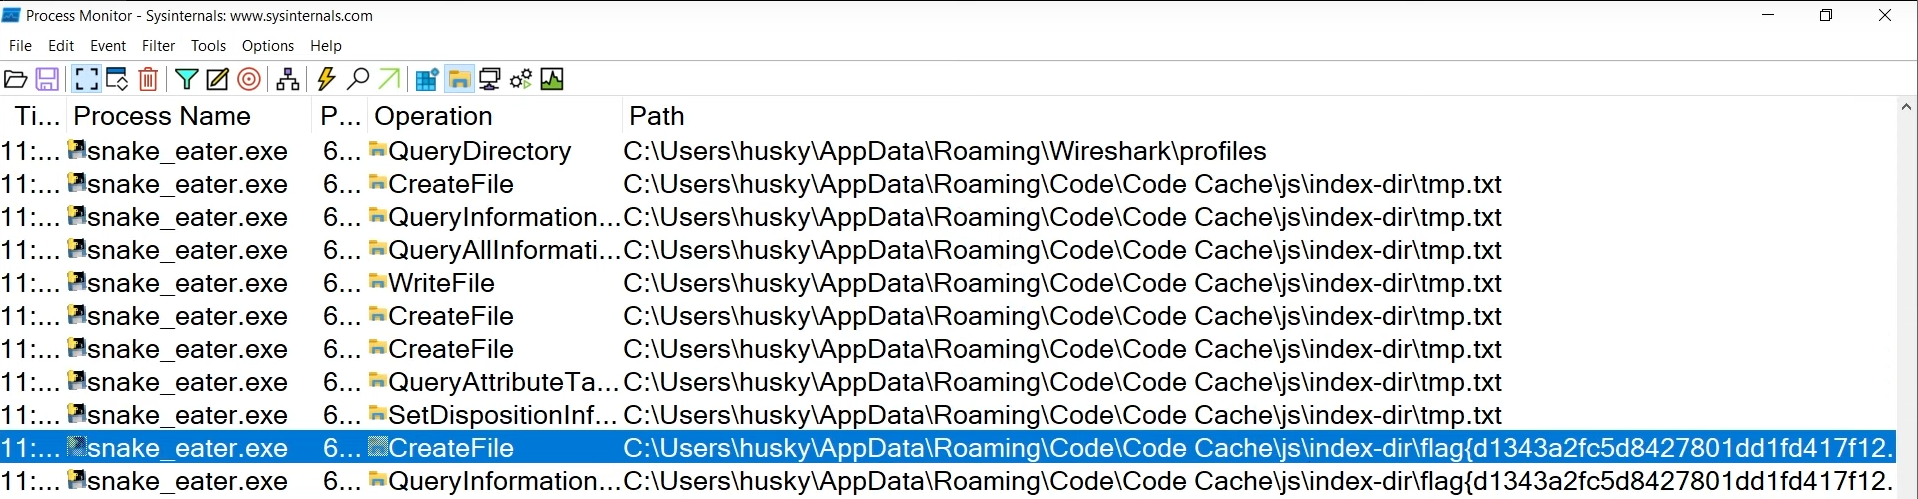 Process Monitor - Sysinternals: www.sysinternals.com
File Edit Event Filter Tools Options Help
Ti... Process Name P... Operation Path
11:... snake_eater.exe 6... QueryDirectory C:\Users\husky\AppData\Roaming\Wireshark\profiles
11:... snake_eater.exe 6... CreateFile C:\Users\husky\AppData\Roaming\Code\Code Cache\js\index-dir\tmp.txt
11:... snake_eater.exe 6... QueryInformation... C:\Users\husky\AppData\Roaming\Code\Code Cache\js\index-dir\tmp.txt
11:... snake_eater.exe 6... QueryAllInformati... C:\Users\husky\AppData\Roaming\Code\Code Cache\js\index-dir\tmp.txt
11:... snake_eater.exe 6... WriteFile C:\Users\husky\AppData\Roaming\Code\Code Cache\js\index-dir\tmp.txt
11:... snake_eater.exe 6... CreateFile C:\Users\husky\AppData\Roaming\Code\Code Cache\js\index-dir\tmp.txt
11:... snake_eater.exe 6... CreateFile C:\Users\husky\AppData\Roaming\Code\Code Cache\js\index-dir\tmp.txt
11:... snake_eater.exe 6... QueryAttributeTa... C:\Users\husky\AppData\Roaming\Code\Code Cache\js\index-dir\tmp.txt
11:... snake_eater.exe 6... SetDispositionInf... C:\Users\husky\AppData\Roaming\Code\Code Cache\js\index-dir\tmp.txt
11:... snake_eater.exe 6... CreateFile C:\Users\husky\AppData\Roaming\Code\Code Cache\js\index-dir\flag{d1343a2fc5d8427801dd1fd417f12.
11:... snake_eater.exe 6... QueryInformation... C:\Users\husky\AppData\Roaming\Code\Code Cache\js\index-dir\flag{d1343a2fc5d8427801dd1fd417f12.